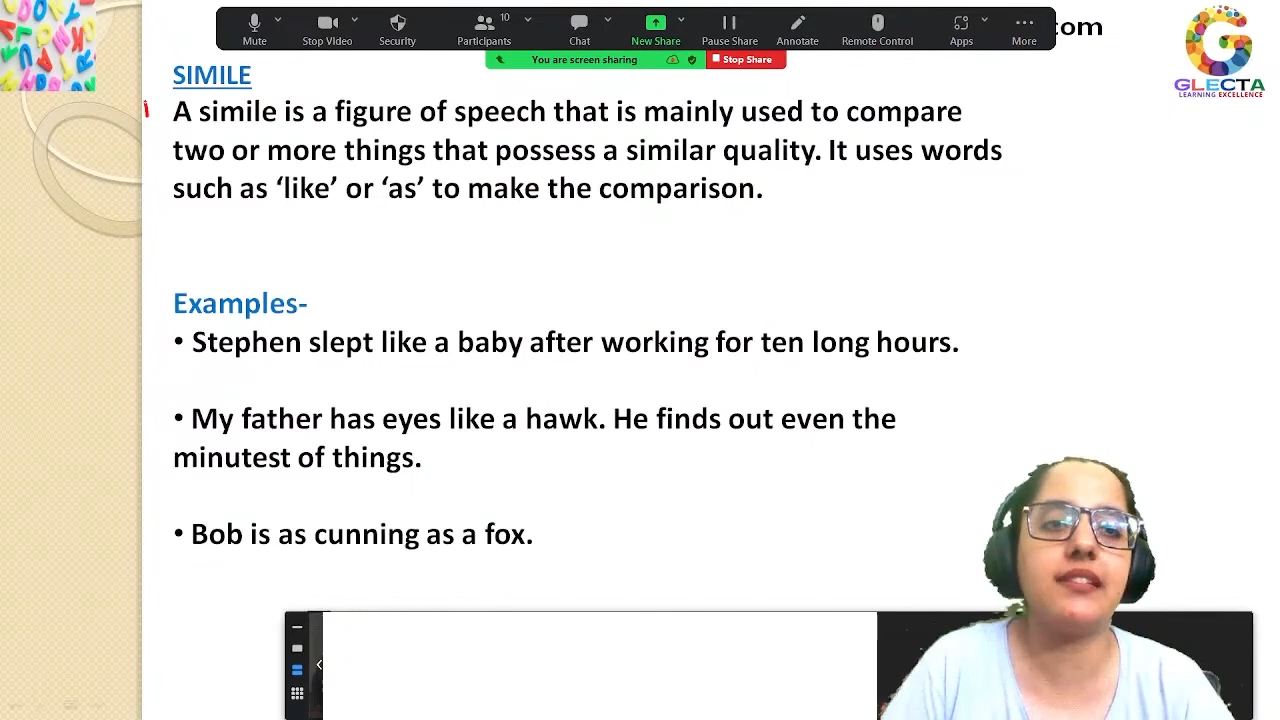 com
Mute
Stop Video
Security
Participants
10
Chat
New Share
Pause Share
Annotate
Remote Control
Apps
More
You are screen sharing
Stop Share
GLECTA
LEARNING EXCELLENCE
SIMILE
A simile is a figure of speech that is mainly used to compare
two or more things that possess a similar quality. It uses words
such as ‘like’ or ‘as’ to make the comparison.
Examples-
• Stephen slept like a baby after working for ten long hours.
• My father has eyes like a hawk. He finds out even the
minutest of things.
• Bob is as cunning as a fox.